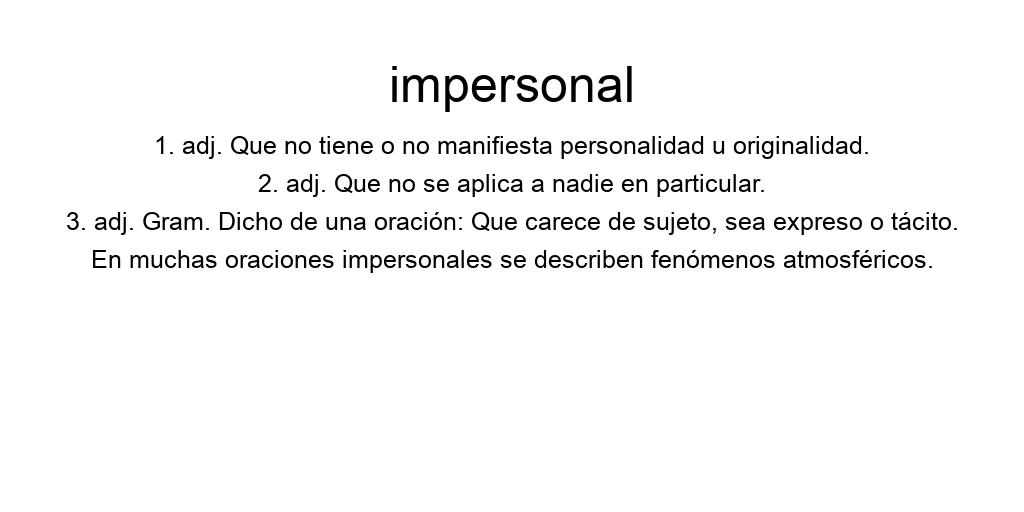 impersonal
1. adj. Que no tiene o no manifiesta personalidad u originalidad.
2. adj. Que no se aplica a nadie en particular.
3. adj. Gram. Dicho de una oración: Que carece de sujeto, sea expreso o tácito.
En muchas oraciones impersonales se describen fenómenos atmosféricos.